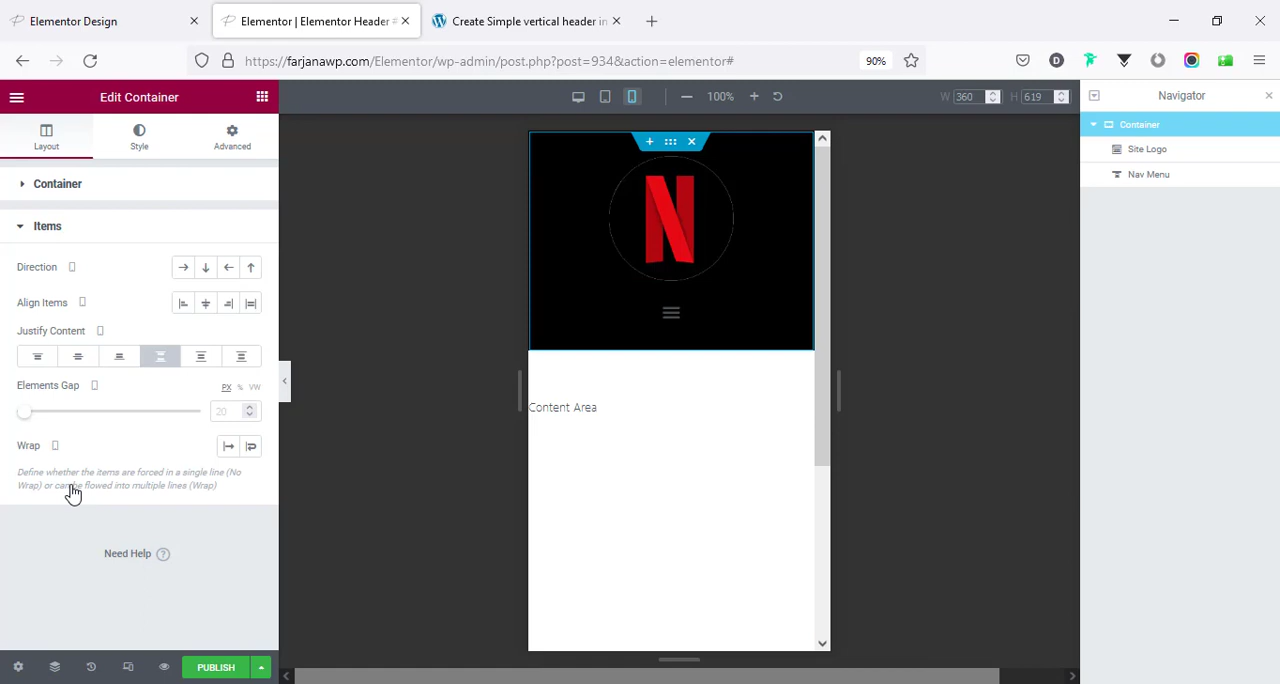 Elementor Design
Elementor | Elementor Header #
Create Simple vertical header in
https://farjanawp.com/Elementor/wp-admin/post.php?post=934&action=elementor#
90%
Edit Container
100%
W 360
H 619
Navigator
Layout
Style
Advanced
Container
Site Logo
Nav Menu
Container
Items
Direction
Align Items
Justify Content
Elements Gap
PX % VW
20
Wrap
Define whether the items are forced in a single line (No
Wrap) or can be flowed into multiple lines (Wrap)
Need Help ?
PUBLISH
N
Content Area